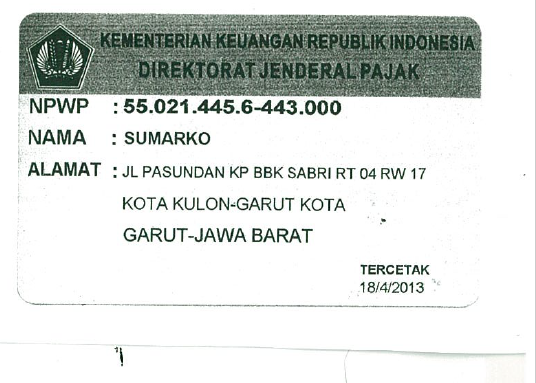 KEMENTERIAN KEUANGAN REPUBLIK INDONESIA
DIREKTORAT JENDERAL PAJAK
NPWP : 55.021.445.6-443.000
NAMA : SUMARKO
ALAMAT : JL PASUNDAN KP BBK SABRI RT 04 RW 17
KOTA KULON-GARUT KOTA
GARUT-JAWA BARAT
TERCETAK
18/4/2013